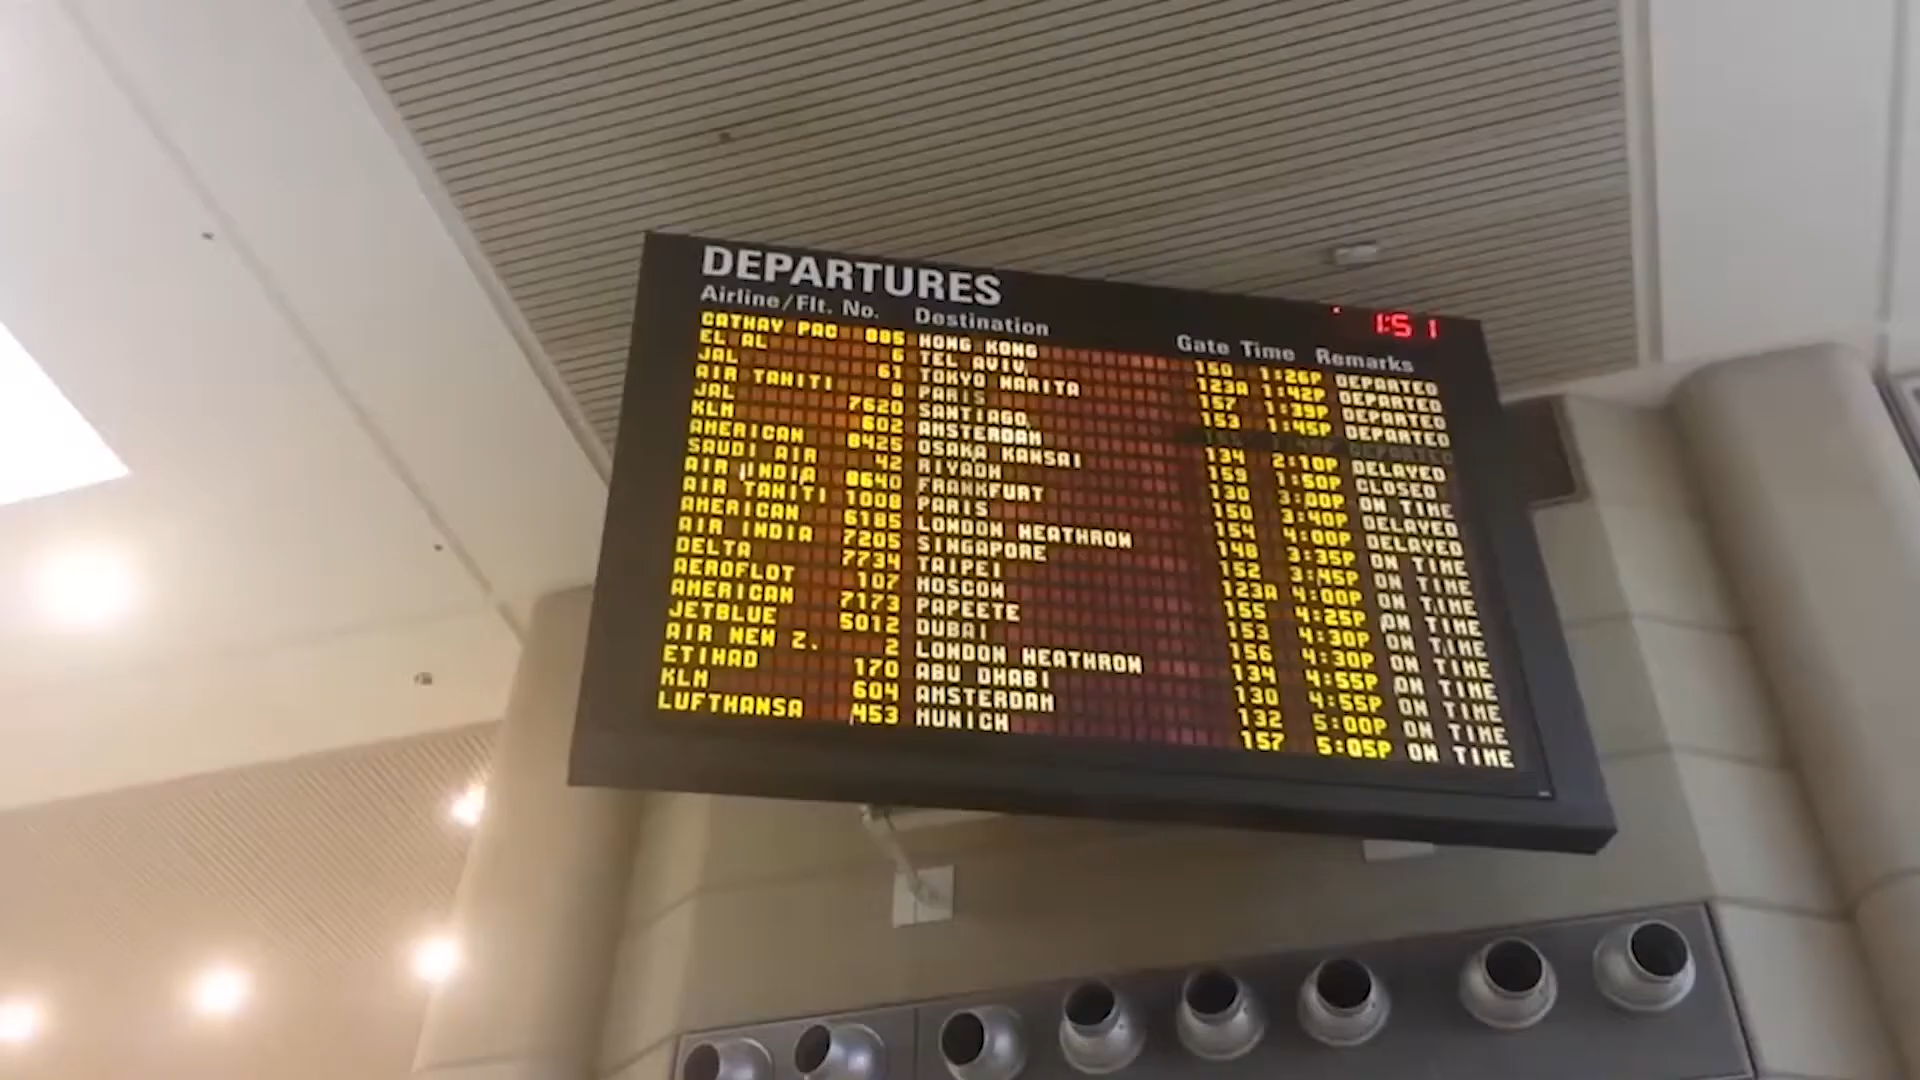 DEPARTURES
1:51
Airline/Flt. No. Destination Gate Time Remarks
CATHAY PAC 885 HONG KONG 150 1:26P DEPARTED
EL AL 6 TEL AVIV 123A 1:42P DEPARTED
JAL 61 TOKYO NARITA 157 1:39P DEPARTED
AIR TAHITI 8 PARIS 153 1:45P DEPARTED
JAL 7620 SANTIAGO DEPARTED
KLM 602 AMSTERDAM 134 2:10P DELAYED
AMERICAN 8425 OSAKA KANSAI 159 1:50P CLOSED
SAUDI AIR 42 RIYADH 130 3:00P ON TIME
AIR INDIA 8640 FRANKFURT 150 3:40P DELAYED
AIR TAHITI 1008 PARIS 154 4:00P DELAYED
AMERICAN 6185 LONDON HEATHROW 148 3:35P ON TIME
AIR INDIA 7205 SINGAPORE 152 3:45P ON TIME
DELTA 7734 TAIPEI 123A 4:00P ON TIME
AEROFLOT 107 MOSCOW 155 4:25P ON TIME
AMERICAN 7173 PAPEETE 153 4:30P ON TIME
JETBLUE 5012 DUBAI 156 4:30P ON TIME
AIR NEW Z. 2 LONDON HEATHROW 134 4:55P ON TIME
ETIHAD 170 ABU DHABI 130 4:55P ON TIME
KLM 604 AMSTERDAM 132 5:00P ON TIME
LUFTHANSA 453 MUNICH 157 5:05P ON TIME